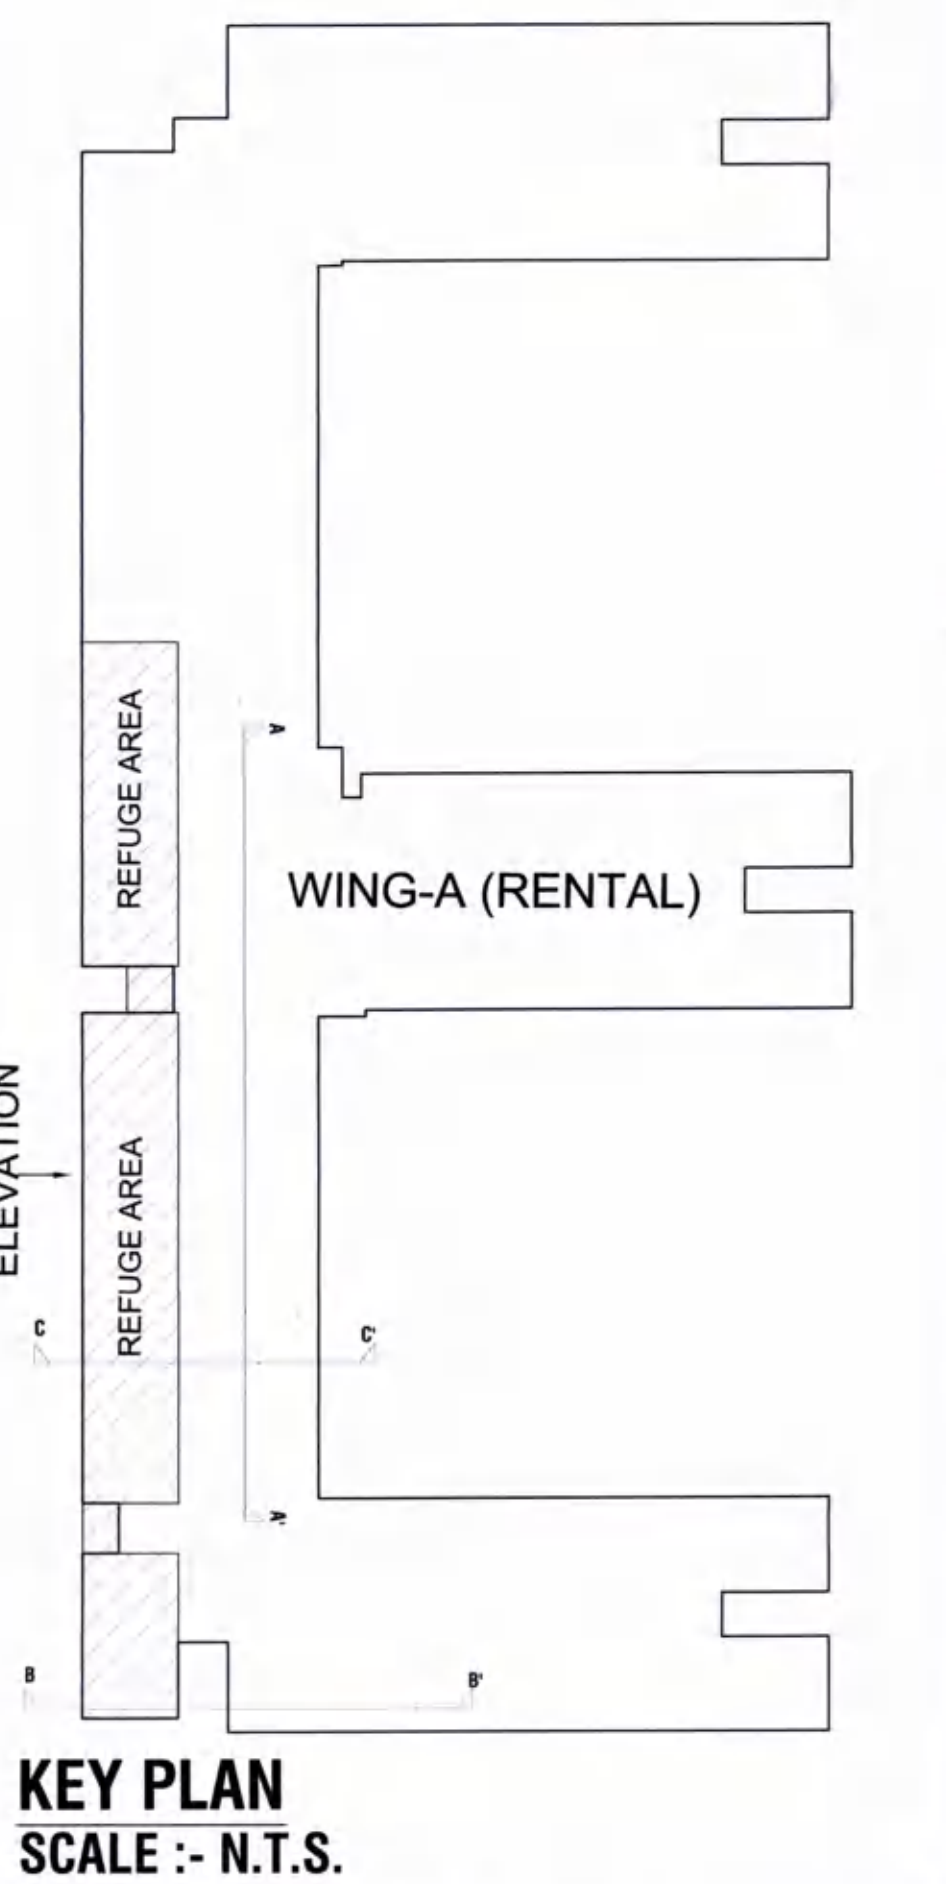 REFUGE AREA
A
WING-A (RENTAL)
ELEVATION
REFUGE AREA
C
C'
A'
B
B'
KEY PLAN
SCALE :- N.T.S.